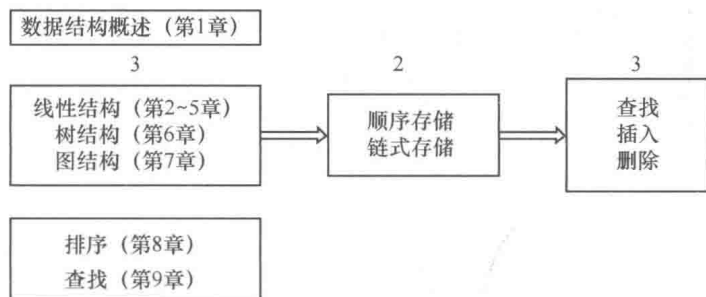 数据结构概述（第1章）
3
2
3
线性结构（第2~5章）
树结构（第6章）
图结构（第7章）
顺序存储
链式存储
查找
插入
删除
排序（第8章）
查找（第9章）